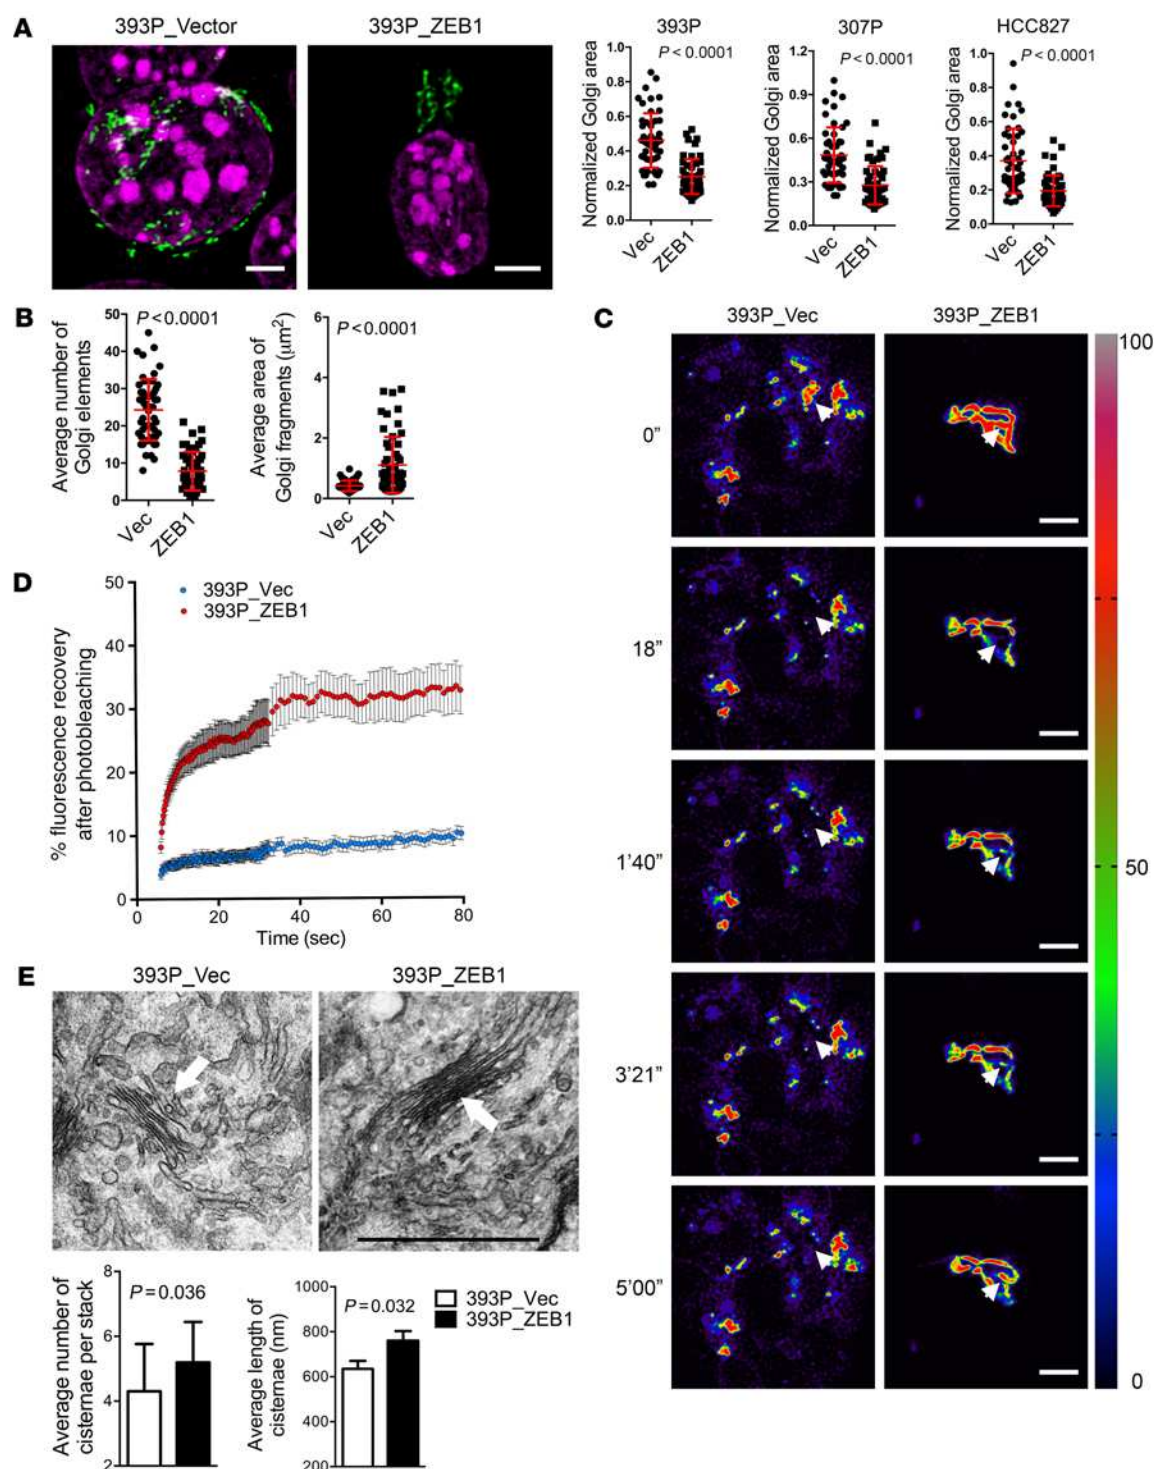 A
393P_Vector
393P_ZEB1
393P
307P
HCC827
Normalized Golgi area
1.0
0.8
0.6
0.4
0.2
0.0
P < 0.0001
Vec
ZEB1
Normalized Golgi area
1.2
0.9
0.6
0.3
0.0
P < 0.0001
Vec
ZEB1
Normalized Golgi area
1.0
0.8
0.6
0.4
0.2
0.0
P < 0.0001
Vec
ZEB1
B
Average number of
Golgi elements
50
40
30
20
10
0
P < 0.0001
Vec
ZEB1
Average area of
Golgi fragments (μm2)
6
4
2
0
P < 0.0001
Vec
ZEB1
C
393P_Vec
393P_ZEB1
0”
18”
1’40”
3’21”
5’00”
100
50
0
D
% fluorescence recovery
after photobleaching
50
40
30
20
10
0
393P_Vec
393P_ZEB1
0
20
40
60
80
Time (sec)
E
393P_Vec
393P_ZEB1
Average number of
cisternae per stack
8
6
4
2
P = 0.036
Average length of
cisternae (nm)
1000
800
600
400
200
P = 0.032
393P_Vec
393P_ZEB1